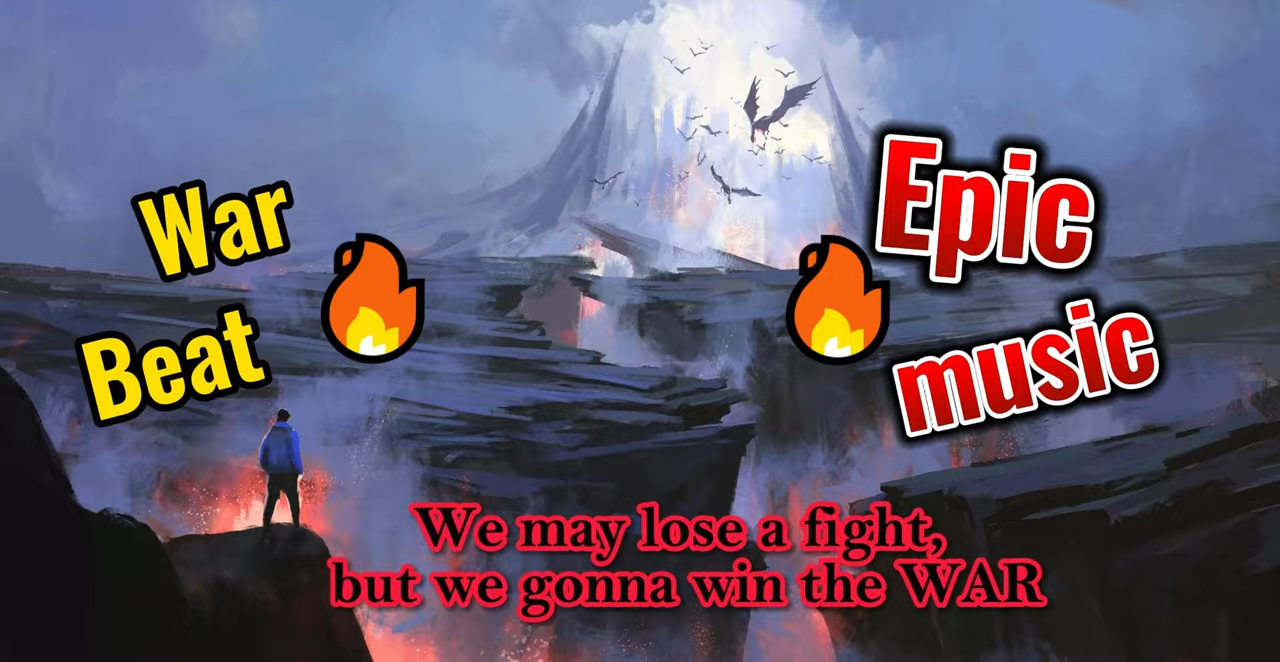 War
Beat
Epic
music
We may lose a fight,
but we gonna win the WAR